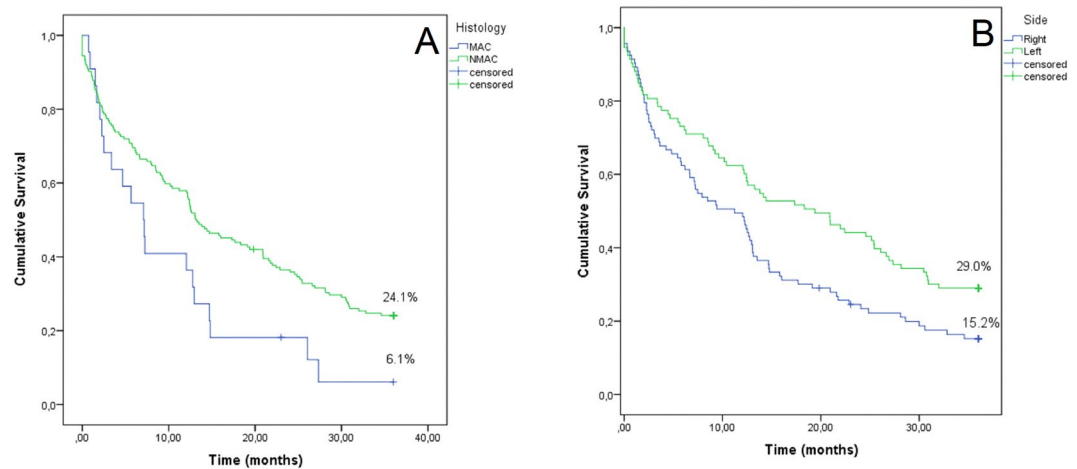 A
Histology
MAC
NMAC
censored
censored
Cumulative Survival
1,0
0,8
0,6
0,4
0,2
0,0
24.1%
6.1%
,00 10,00 20,00 30,00 40,00
Time (months)
B
Side
Right
Left
censored
censored
Cumulative Survival
1,0
0,8
0,6
0,4
0,2
0,0
29.0%
15.2%
,00 10,00 20,00 30,00
Time (months)